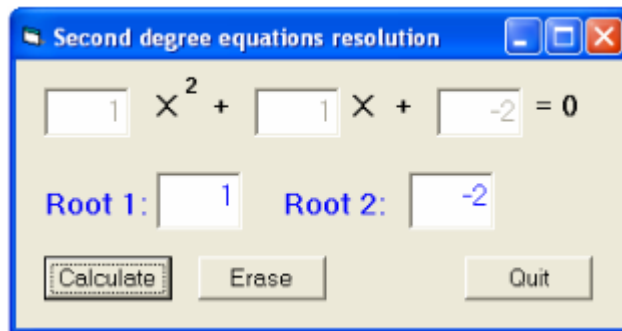 Second degree equations resolution
1 X² + 1 X + -2 = 0
Root 1: 1 Root 2: -2
Calculate Erase Quit